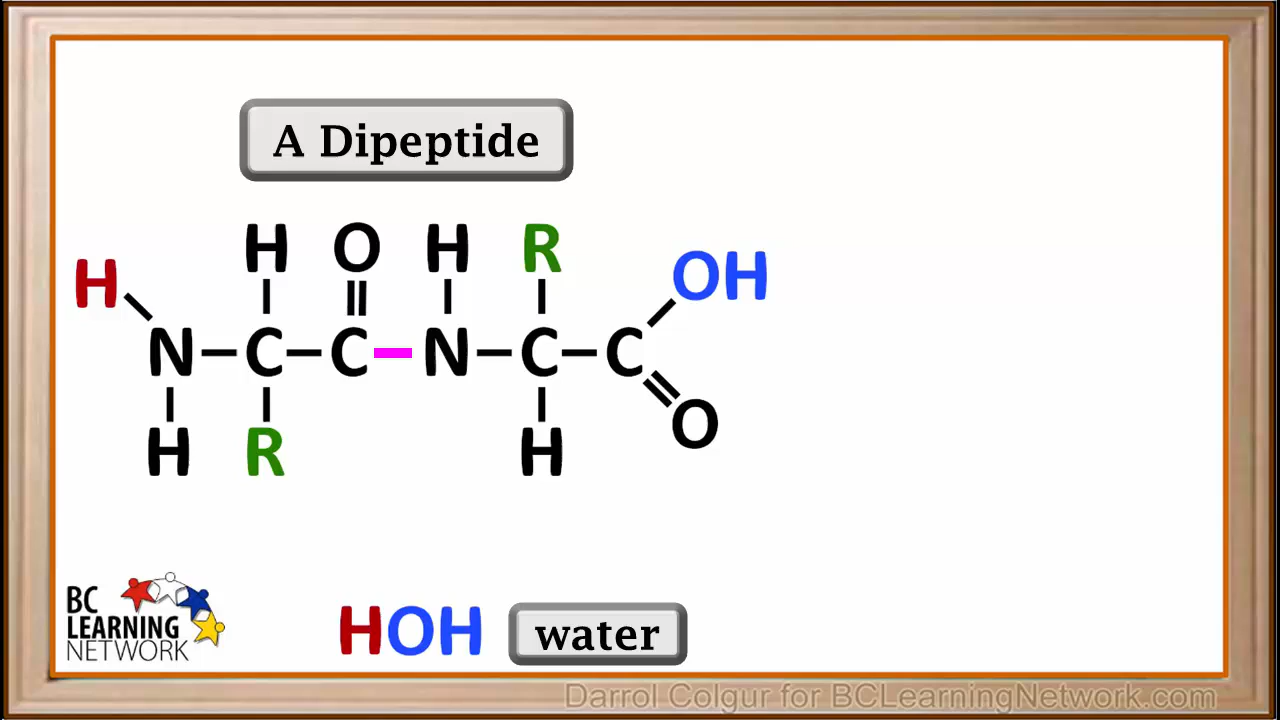 A Dipeptide
H H O H R OH
N C C N C C
H R H O
BC
LEARNING
NETWORK
HOH water
Darrol Colgur for BCLearningNetwork.com